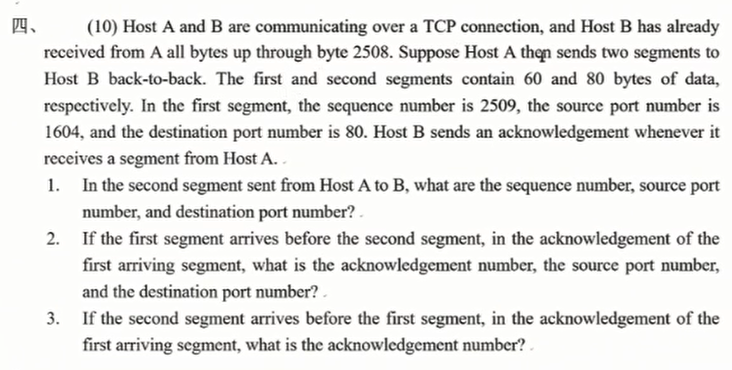 四、 (10) Host A and B are communicating over a TCP connection, and Host B has already
received from A all bytes up through byte 2508. Suppose Host A then sends two segments to
Host B back-to-back. The first and second segments contain 60 and 80 bytes of data,
respectively. In the first segment, the sequence number is 2509, the source port number is
1604, and the destination port number is 80. Host B sends an acknowledgement whenever it
receives a segment from Host A.
1. In the second segment sent from Host A to B, what are the sequence number, source port
number, and destination port number?
2. If the first segment arrives before the second segment, in the acknowledgement of the
first arriving segment, what is the acknowledgement number, the source port number,
and the destination port number?
3. If the second segment arrives before the first segment, in the acknowledgement of the
first arriving segment, what is the acknowledgement number?